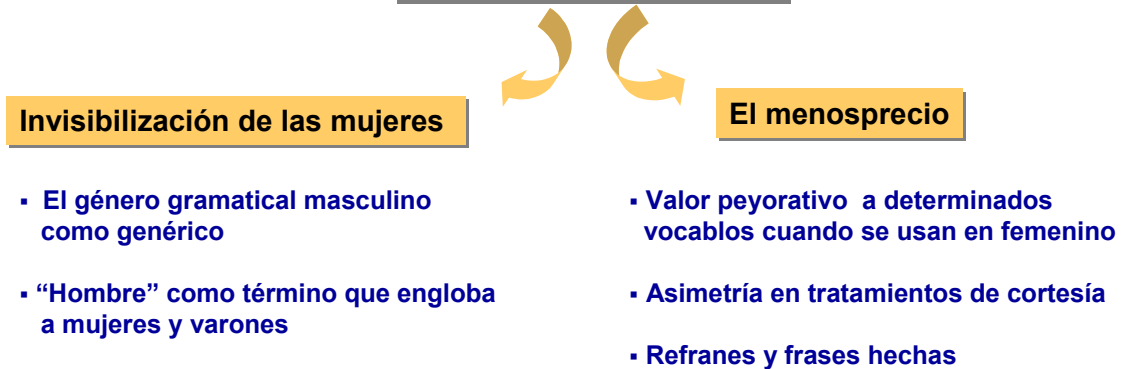 Invisibilización de las mujeres
▪ El género gramatical masculino
como genérico
▪ “Hombre” como término que engloba
a mujeres y varones
El menosprecio
▪ Valor peyorativo a determinados
vocablos cuando se usan en femenino
▪ Asimetría en tratamientos de cortesía
▪ Refranes y frases hechas